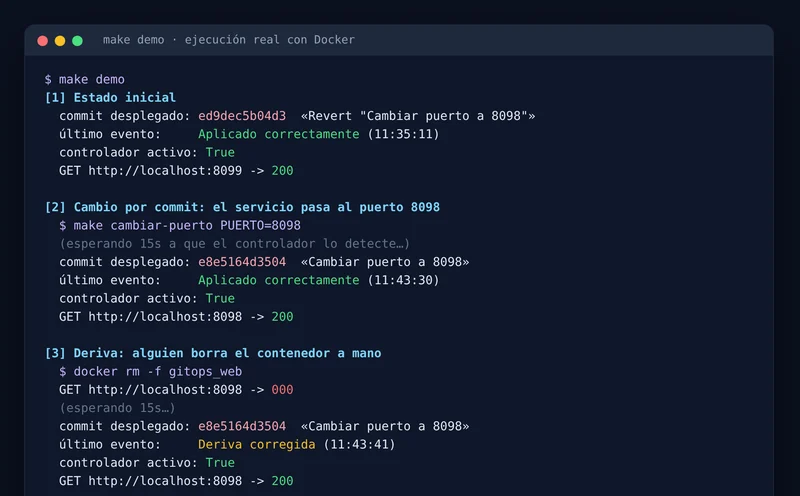 make demo · ejecución real con Docker
$ make demo
[1] Estado inicial
commit desplegado: ed9dec5b04d3 «Revert "Cambiar puerto a 8098"»
último evento: Aplicado correctamente (11:35:11)
controlador activo: True
GET http://localhost:8099 -> 200
[2] Cambio por commit: el servicio pasa al puerto 8098
$ make cambiar-puerto PUERTO=8098
(esperando 15s a que el controlador lo detecte…)
commit desplegado: e8e5164d3504 «Cambiar puerto a 8098»
último evento: Aplicado correctamente (11:43:30)
controlador activo: True
GET http://localhost:8098 -> 200
[3] Deriva: alguien borra el contenedor a mano
$ docker rm -f gitops_web
GET http://localhost:8098 -> 000
(esperando 15s…)
commit desplegado: e8e5164d3504 «Cambiar puerto a 8098»
último evento: Deriva corregida (11:43:41)
controlador activo: True
GET http://localhost:8098 -> 200